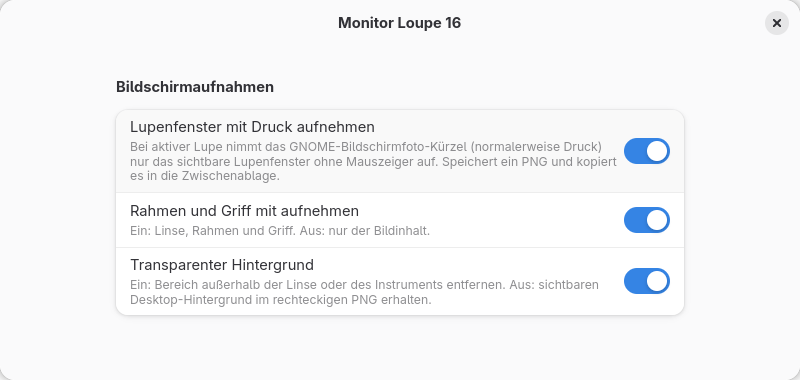 Monitor Loupe 16
Bildschirmaufnahmen
Lupenfenster mit Druck aufnehmen
Bei aktiver Lupe nimmt das GNOME-Bildschirmfoto-Kürzel (normalerweise Druck)
nur das sichtbare Lupenfenster ohne Mauszeiger auf. Speichert ein PNG und kopiert
es in die Zwischenablage.
Rahmen und Griff mit aufnehmen
Ein: Linse, Rahmen und Griff. Aus: nur der Bildinhalt.
Transparenter Hintergrund
Ein: Bereich außerhalb der Linse oder des Instruments entfernen. Aus: sichtbaren
Desktop-Hintergrund im rechteckigen PNG erhalten.